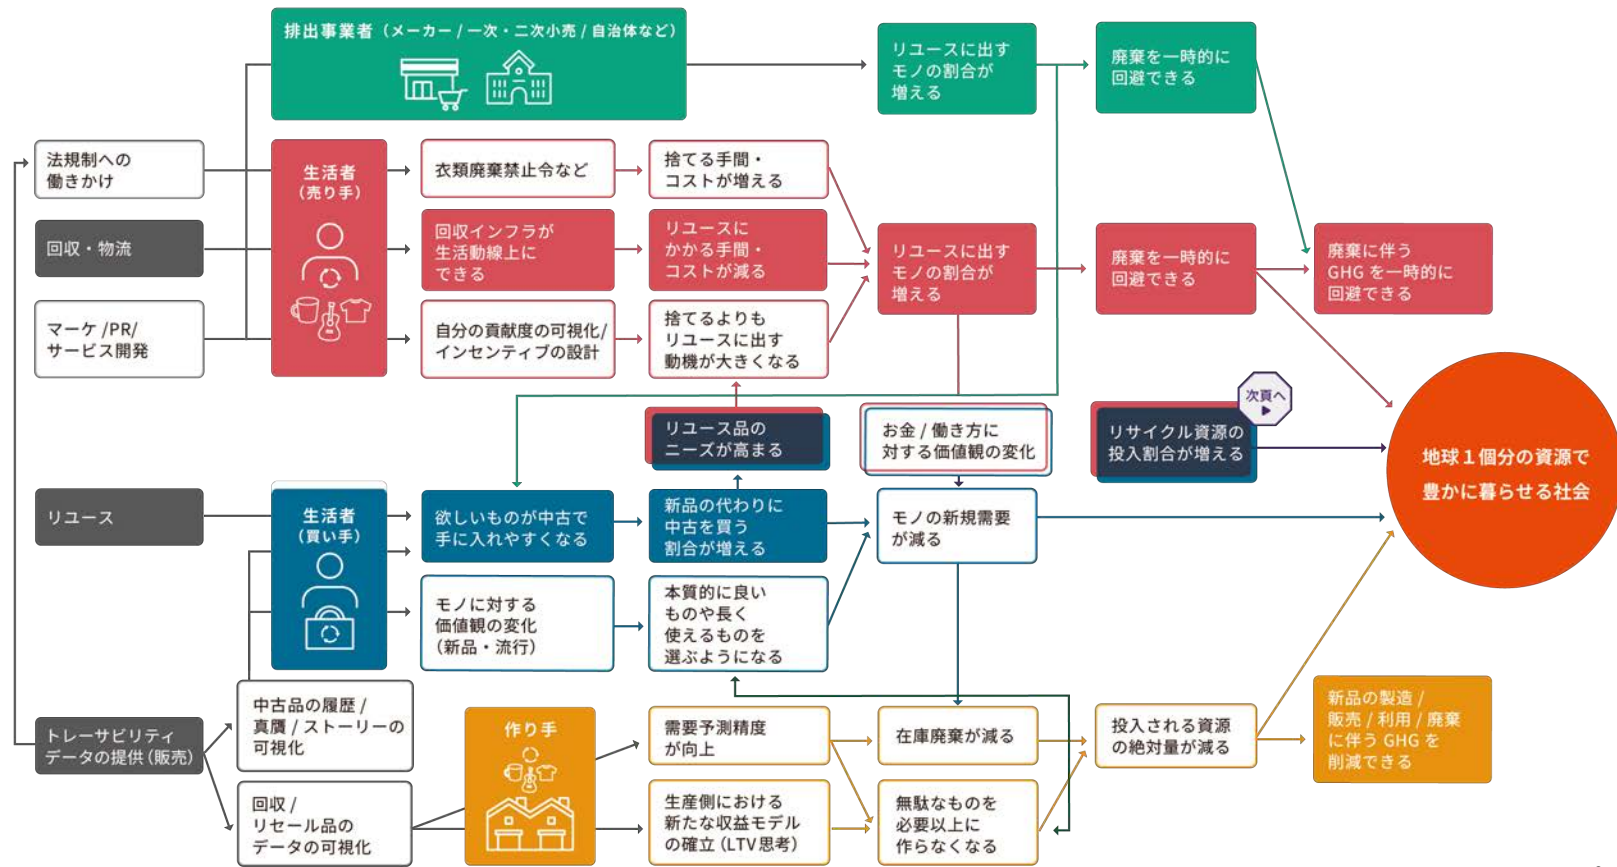 排出事業者（メーカー / 一次・二次小売 / 自治体など）
リユースに出す
モノの割合が
増える
廃棄を一時的に
回避できる
法規制への
働きかけ
生活者
（売り手）
衣類廃棄禁止令など
捨てる手間・
コストが増える
回収・物流
回収インフラが
生活動線上に
できる
リユースに
かかる手間・
コストが減る
リユースに出す
モノの割合が
増える
廃棄を一時的に
回避できる
廃棄に伴う
GHG を一時的に
回避できる
マーケ /PR/
サービス開発
自分の貢献度の可視化/
インセンティブの設計
捨てるよりも
リユースに出す
動機が大きくなる
リユース品の
ニーズが高まる
お金 / 働き方に
対する価値観の変化
リサイクル資源の
投入割合が増える
次頁へ
地球１個分の資源で
豊かに暮らせる社会
リユース
生活者
（買い手）
欲しいものが中古で
手に入れやすくなる
新品の代わりに
中古を買う
割合が増える
モノの新規需要
が減る
モノに対する
価値観の変化
（新品・流行）
本質的に良い
ものや長く
使えるものを
選ぶようになる
トレーサビリティ
データの提供（販売）
中古品の履歴 /
真贋 / ストーリーの
可視化
作り手
需要予測精度
が向上
在庫廃棄が減る
投入される資源
の絶対量が減る
新品の製造 /
販売 / 利用 / 廃棄
に伴う GHG を
削減できる
回収 /
リセール品の
データの可視化
生産側における
新たな収益モデル
の確立（LTV思考）
無駄なものを
必要以上に
作らなくなる